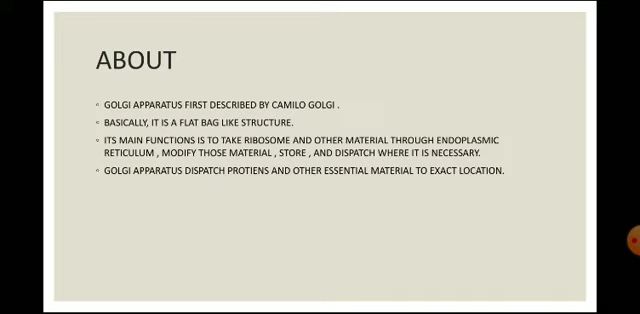 ABOUT
GOLGI APPARATUS FIRST DESCRIBED BY CAMILO GOLGI .
BASICALLY, IT IS A FLAT BAG LIKE STRUCTURE.
ITS MAIN FUNCTIONS IS TO TAKE RIBOSOME AND OTHER MATERIAL THROUGH ENDOPLASMIC
RETICULUM , MODIFY THOSE MATERIAL , STORE , AND DISPATCH WHERE IT IS NECESSARY.
GOLGI APPARATUS DISPATCH PROTIENS AND OTHER ESSENTIAL MATERIAL TO EXACT LOCATION.